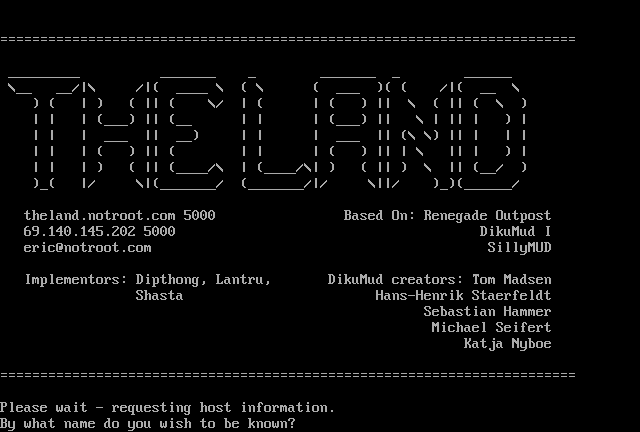 THE LAND
theland.notroot.com 5000 Based On: Renegade Outpost
69.140.145.202 5000 DikuMud I
eric@notroot.com SillyMUD
Implementors: Dipthong, Lantru, DikuMud creators: Tom Madsen
Shasta Hans-Henrik Staerfeldt
Sebastian Hammer
Michael Seifert
Katja Nyboe
Please wait - requesting host information.
By what name do you wish to be known?